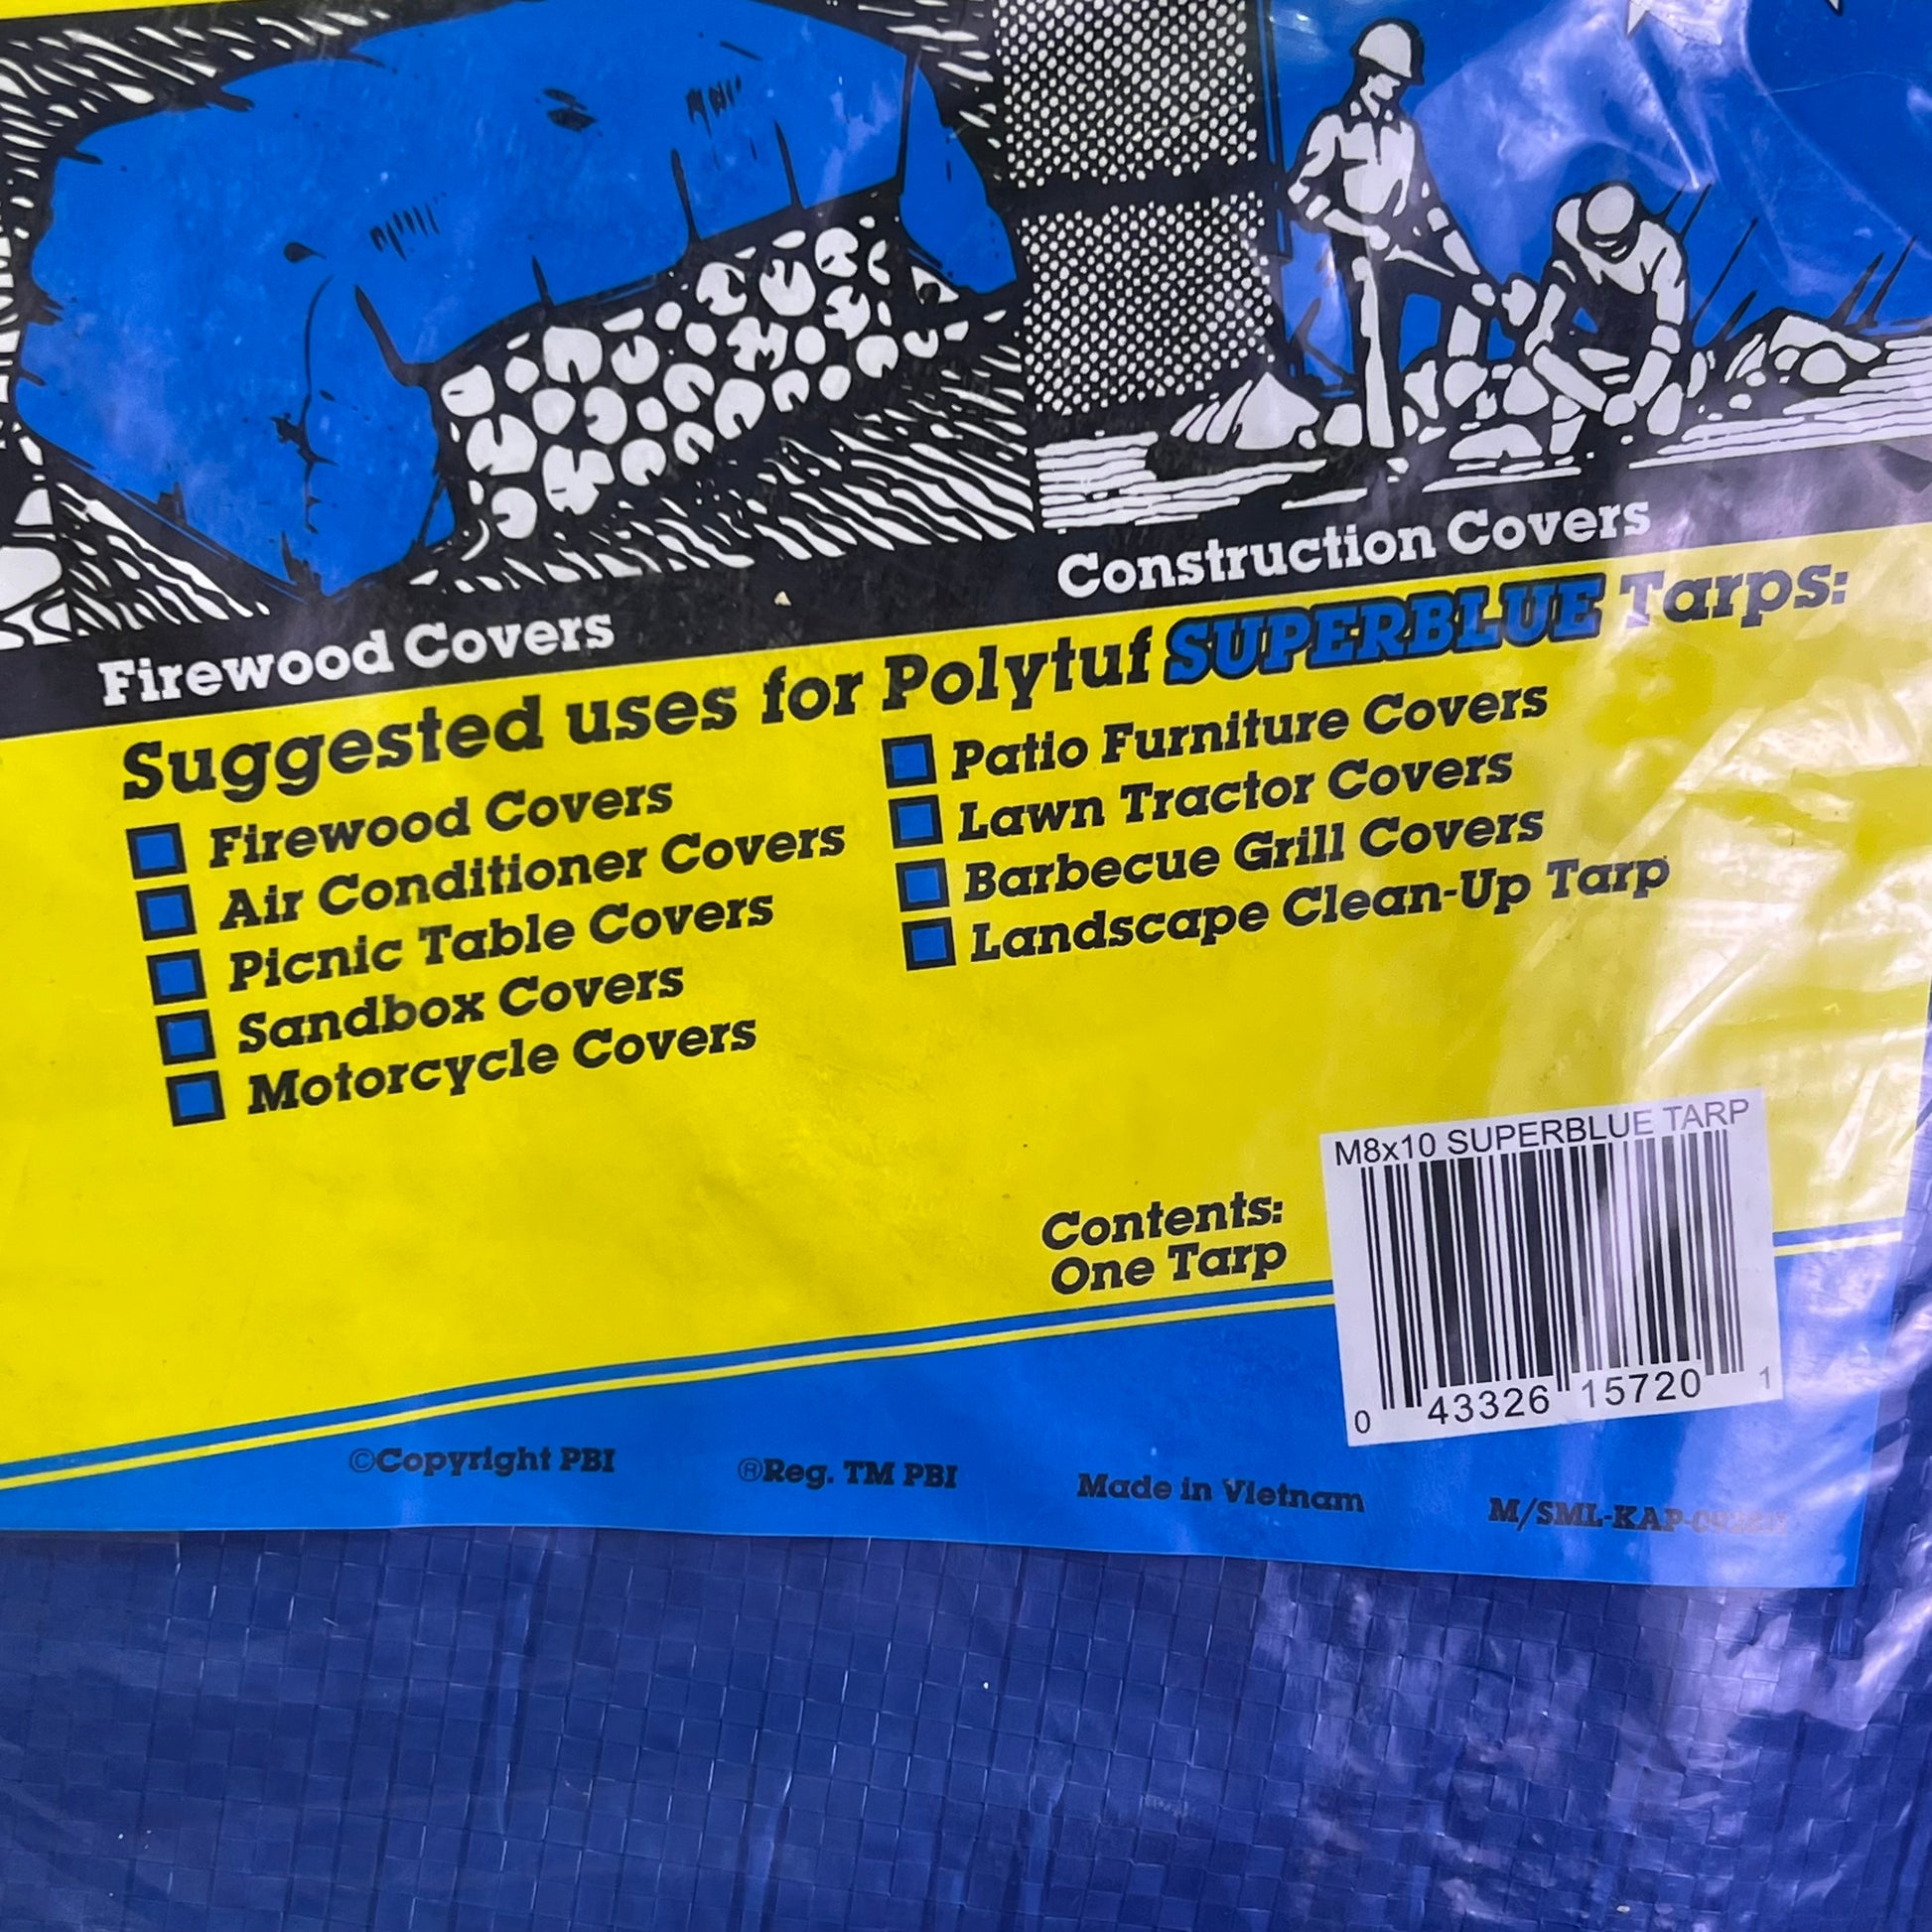 Firewood Covers
Construction Covers
Suggested uses for Polytuf SUPERBLUE Tarps:
Firewood Covers
Air Conditioner Covers
Picnic Table Covers
Sandbox Covers
Motorcycle Covers
Patio Furniture Covers
Lawn Tractor Covers
Barbecue Grill Covers
Landscape Clean-Up Tarp
Contents:
One Tarp
M8x10 SUPERBLUE TARP
0 43326 15720 1
©Copyright PBI
®Reg. TM PBI
Made in Vietnam